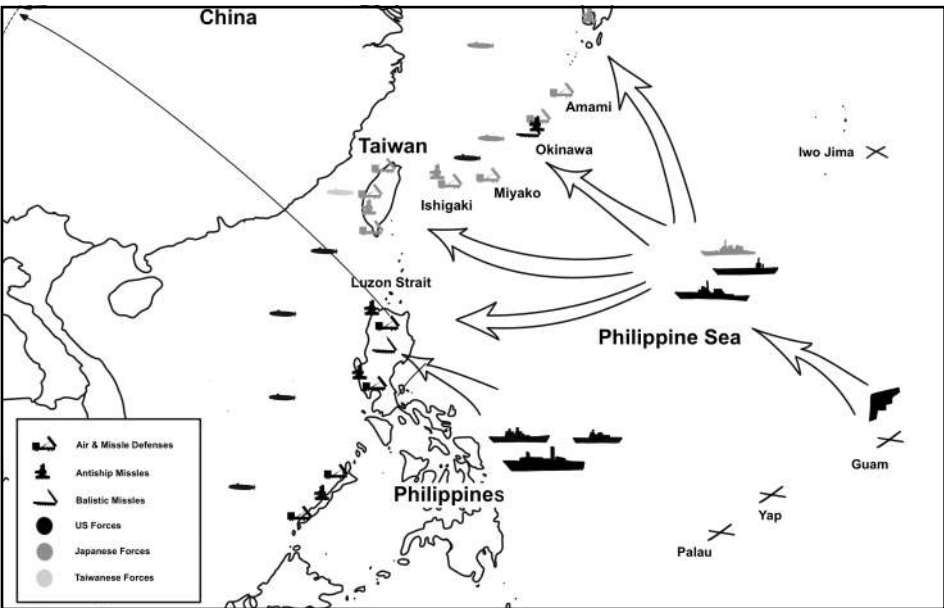 China
Amami
Okinawa
Iwo Jima
Taiwan
Miyako
Ishigaki
Luzon Strait
Philippine Sea
Guam
Philippines
Yap
Palau
Air & Missle Defenses
Antiship Missles
Balistic Missles
US Forces
Japanese Forces
Taiwanese Forces